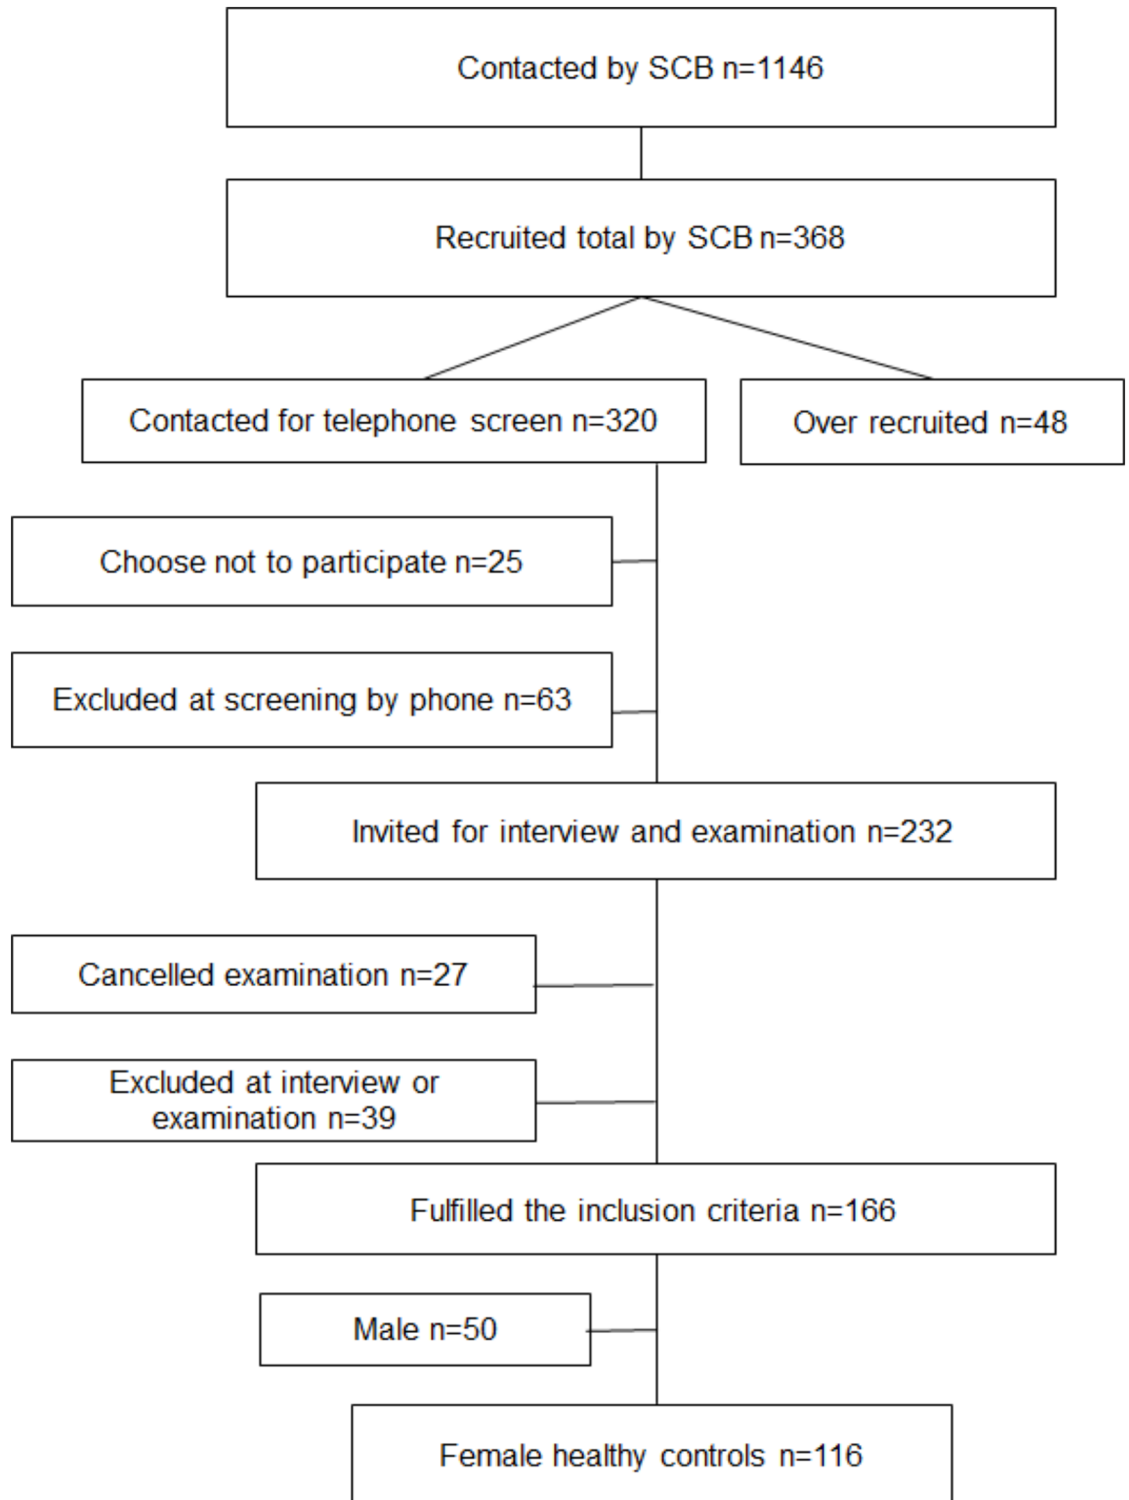 Contacted by SCB n=1146
Recruited total by SCB n=368
Contacted for telephone screen n=320
Over recruited n=48
Choose not to participate n=25
Excluded at screening by phone n=63
Invited for interview and examination n=232
Cancelled examination n=27
Excluded at interview or
examination n=39
Fulfilled the inclusion criteria n=166
Male n=50
Female healthy controls n=116